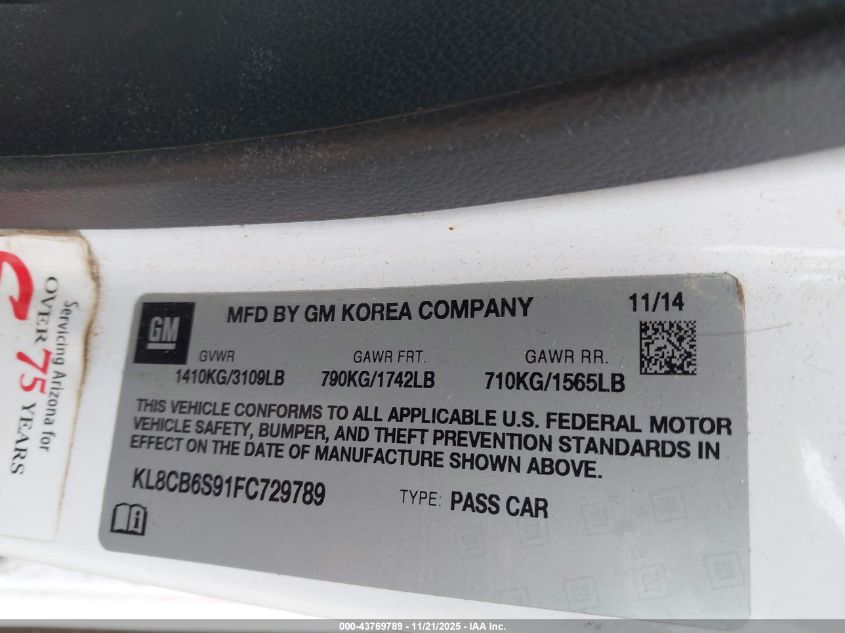 MFD BY GM KOREA COMPANY 11/14
GM
GVWR GAWR FRT. GAWR RR.
1410KG/3109LB 790KG/1742LB 710KG/1565LB
THIS VEHICLE CONFORMS TO ALL APPLICABLE U.S. FEDERAL MOTOR
VEHICLE SAFETY, BUMPER, AND THEFT PREVENTION STANDARDS IN
EFFECT ON THE DATE OF MANUFACTURE SHOWN ABOVE.
KL8CB6S91FC729789 TYPE: PASS CAR
Servicing Arizona for
OVER 75 YEARS
000-43769789 - 11/21/2025 - IAA Inc.